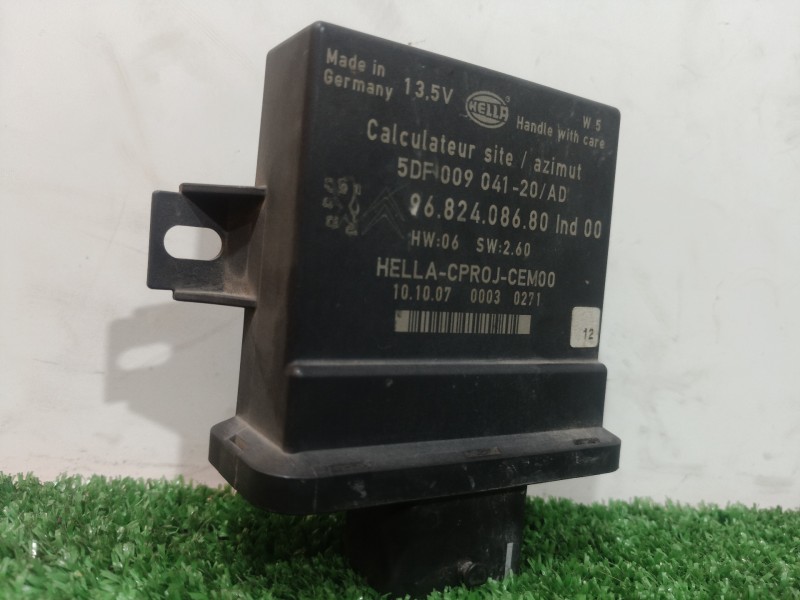 Made in
Germany
13,5V
HELLA
W 5
Handle with care
Calculateur site / azimut
5DF 009 041-20/AD
96.824.086.80 Ind 00
HW:06 SW:2.60
HELLA-CPROJ-CEM00
10.10.07 0003 0271
12